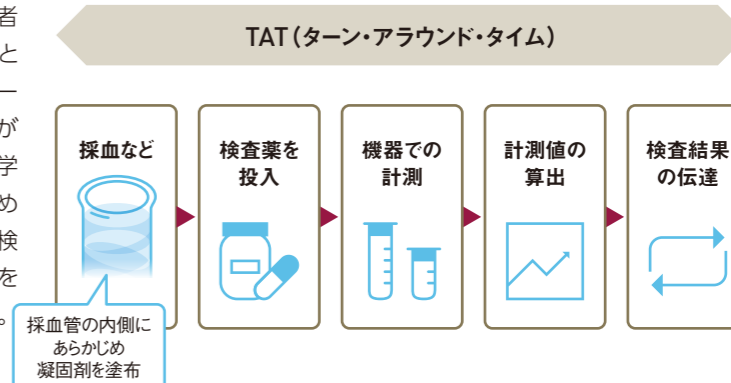 者
と
ー
が
学
め
検
を
。
TAT（ターン・アラウンド・タイム）
採血など
検査薬を
投入
機器での
計測
計測値の
算出
検査結果
の伝達
採血管の内側に
あらかじめ
凝固剤を塗布